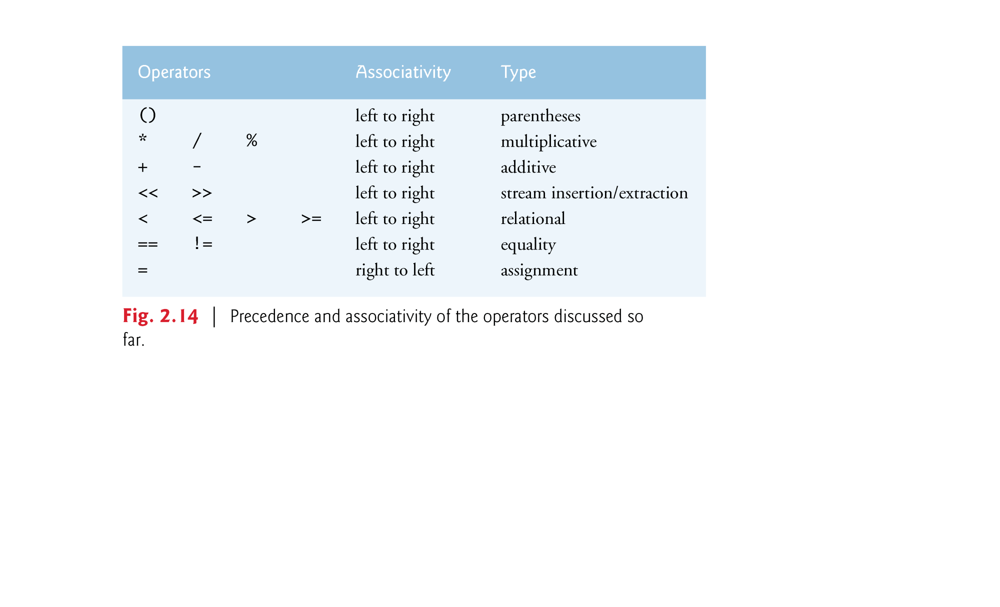 Operators Associativity Type
() left to right parentheses
* / % left to right multiplicative
+ - left to right additive
<< >> left to right stream insertion/extraction
< <= > >= left to right relational
== != left to right equality
= right to left assignment
Fig. 2.14 | Precedence and associativity of the operators discussed so
far.